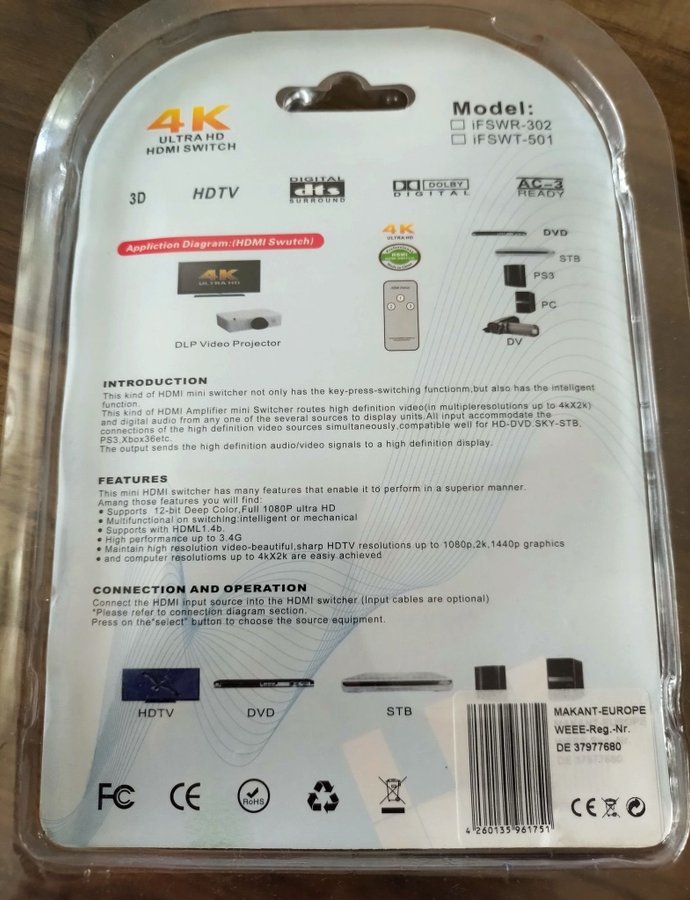 4K
ULTRA HD
HDMI SWITCH
Model:
iFSWR-302
iFSWT-501
3D
HDTV
DIGITAL
dts
SURROUND
DOLBY
DIGITAL
AC-3
READY
Appliction Diagram:(HDMI Swutch)
4K
ULTRA HD
4K
ULTRA HD
DVD
STB
PS3
PC
DV
DLP Video Projector
INTRODUCTION
This kind of HDMI mini switcher not only has the key-press-switching functionm,but also has the inteligent
function.
This kind of HDMI Amplifier mini Switcher routes high definition video(in multipleresolutions up to 4kX2k)
and digital audio from any one of the several sources to display units.All input accommodate the
connections of the high definition video sources simultaneously,compatible well for HD-DVD.SKY-STB.
PS3,Xbox36etc.
The output sends the high definition audio/video signals to a high definition display.
FEATURES
This mini HDMI switcher has many features that enable it to perform in a superior manner.
Amang those features you will find:
• Supports 12-bit Deep Color,Full 1080P ultra HD
• Multifunctional on switching:intelligent or mechanical
• Supports with HDML1.4b.
• High performance up to 3.4G
• Maintain high resolution video-beautiful,sharp HDTV resolutions up to 1080p,2k,1440p graphics
• and computer resolutioms up to 4kX2k are easiy achieved
CONNECTION AND OPERATION
Connect the HDMI input source into the HDMI switcher (Input cables are optional)
*Please refer to connection diagram section.
Press on the"select" button to choose the source equipment.
HDTV
DVD
STB
MAKANT-EUROPE
WEEE-Reg.-Nr.
DE 37977680
FC
CE
RoHS
CE
4 260135 961751